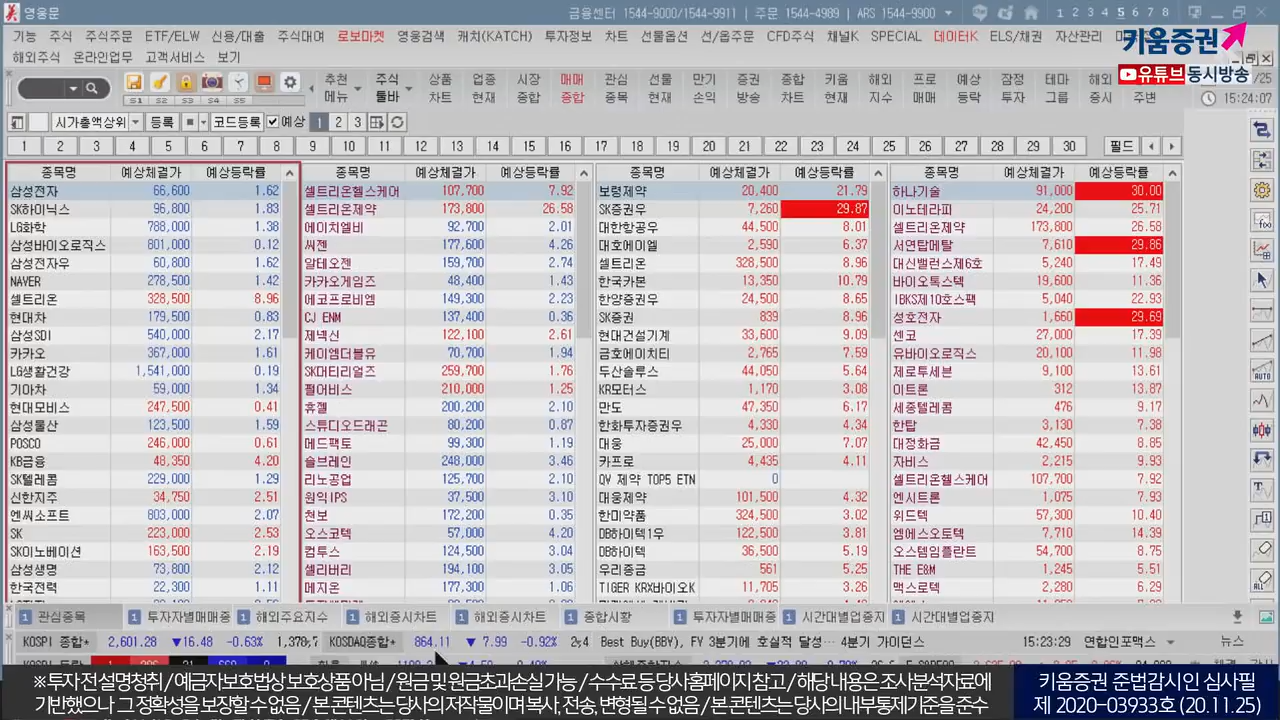 영웅문
금융센터 1544-9000/1544-9911 | 주문 1544-4989 | ARS 1544-9900
1 2 3 4 5 6 7 8
기능 주식 주식주문 ETF/ELW 신용/대출 주식대여 로보마켓 영웅검색 캐치(KATCH) 투자정보 차트 선물옵션 선/옵주문 CFD주식 채널K SPECIAL 데이터K ELS/채권 자산관리
해외주식 온라인업무 고객서비스 보기
키움증권
유튜브 동시방송
추천 메뉴
주식 툴바
업종 현재
시장 종합
매매 종합
관심 종목
선물 현재
만기 손익
증권 방송
종합 차트
키움 현재
해외 지수
프로 매매
예상 등락
잠정 투자
테마 그룹
해외 증시
주변
S1 S2 S3 S4 S5
/25
15:24:07
시가총액상위 등록 코드등록 예상 1 2 3
1 2 3 4 5 6 7 8 9 10 11 12 13 14 15 16 17 18 19 20 21 22 23 24 25 26 27 28 29 30 필드
종목명 예상체결가 예상등락률 종목명 예상체결가 예상등락률 종목명 예상체결가 예상등락률 종목명 예상체결가 예상등락률
삼성전자 66,600 1.62 셀트리온헬스케어 107,700 7.92 보령제약 20,400 21.79 하나기술 91,000 30.00
SK하이닉스 96,800 1.83 셀트리온제약 173,800 26.58 SK증권우 7,260 29.87 이노테라피 24,200 25.71
LG화학 788,000 1.38 에이치엘비 92,700 2.01 대한항공우 44,500 8.01 셀트리온제약 173,800 26.58
삼성바이오로직스 801,000 0.12 씨젠 177,600 4.26 대호에이엘 2,590 6.37 서연탑메탈 7,610 29.86
삼성전자우 60,800 1.62 알테오젠 159,700 2.74 셀트리온 328,500 8.96 대신밸런스제6호 5,240 17.49
NAVER 278,500 1.42 카카오게임즈 48,400 1.43 한국카본 13,350 10.79 바이오톡스텍 19,600 11.36
셀트리온 328,500 8.96 에코프로비엠 149,300 2.23 한양증권우 24,500 8.65 IBKS제10호스팩 5,040 22.93
현대차 179,500 0.83 CJ ENM 137,400 0.36 SK증권 839 8.96 성호전자 1,660 29.69
삼성SDI 540,000 2.17 제넥신 122,100 2.61 현대건설기계 33,600 9.09 센코 27,000 17.39
카카오 367,000 1.61 케이엠더블유 70,700 1.94 금호에이치티 2,765 7.59 유바이오로직스 20,100 11.98
LG생활건강 1,541,000 0.19 SK머티리얼즈 259,700 1.76 두산솔루스 44,050 5.64 제로투세븐 9,100 13.61
기아차 59,000 1.34 펄어비스 210,000 1.25 KR모터스 1,170 3.08 이트론 312 13.87
현대모비스 247,500 0.41 휴젤 200,200 2.10 만도 47,350 6.17 세종텔레콤 476 9.17
삼성물산 123,500 1.59 스튜디오드래곤 80,200 0.87 한화투자증권우 4,330 4.34 한탑 3,130 7.38
POSCO 246,000 0.61 메드팩토 99,300 1.19 대웅 25,000 7.07 대정화금 42,450 8.85
KB금융 48,350 4.20 솔브레인 248,000 3.46 카프로 4,435 4.11 자비스 2,215 9.93
SK텔레콤 229,000 1.29 리노공업 125,700 2.10 QV 제약 TOP5 ETN 0 셀트리온헬스케어 107,700 7.92
신한지주 34,750 2.51 원익IPS 37,500 3.10 대웅제약 101,500 4.32 엔시트론 1,075 7.93
엔씨소프트 803,000 2.07 천보 172,200 0.35 한미약품 324,500 3.02 위드텍 57,300 10.40
SK 223,000 2.53 오스코텍 57,000 4.20 DB하이텍1우 122,500 3.81 엠에스오토텍 7,710 14.39
SK이노베이션 163,500 2.19 컴투스 124,500 3.04 DB하이텍 36,500 5.19 오스템임플란트 54,700 8.75
삼성생명 73,800 2.12 셀리버리 194,100 3.05 우리종금 561 5.25 THE E&M 1,245 5.51
한국전력 22,300 1.11 메지온 177,300 1.06 TIGER KRX바이오K 11,705 3.26 맥스로텍 2,280 6.29
1 관심종목 1 투자자별매매종 1 해외주요지수 1 해외증시차트 1 해외증시차트 1 종합시황 1 투자자별매매종 1 시간대별업종지 1 시간대별업종지
KOSPI 종합 2,601.28 ▼16.48 -0.63% KOSDAQ종합 864.11 ▼ 7.99 -0.92% Best Buy(BBY), FY 3분기에 호실적 달성… 4분기 가이던스 15:23:29 연합인포맥스 뉴스
※ 투자 전 설명청취 / 예금자보호법상 보호상품 아님 / 원금 및 원금초과손실 가능 / 수수료 등 당사홈페이지 참고 / 해당 내용은 조사분석자료에
기반했으나 그 정확성을 보장할 수 없음 / 본 콘텐츠는 당사의 저작물이며 복사, 전송, 변형될 수 없음 / 본 콘텐츠는 당사의 내부통제기준을 준수
키움증권 준법감시인 심사필
제 2020-03933호 (20.11.25)